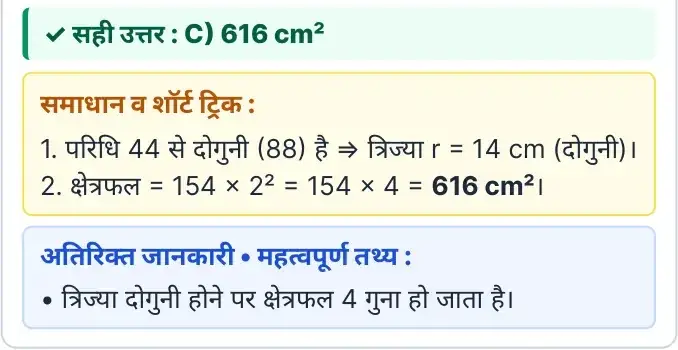 ✓ सही उत्तर : C) 616 cm²
समाधान व शॉर्ट ट्रिक :
1. परिधि 44 से दोगुनी (88) है ⇒ त्रिज्या r = 14 cm (दोगुनी)।
2. क्षेत्रफल = 154 × 2² = 154 × 4 = 616 cm²।
अतिरिक्त जानकारी • महत्वपूर्ण तथ्य :
• त्रिज्या दोगुनी होने पर क्षेत्रफल 4 गुना हो जाता है।